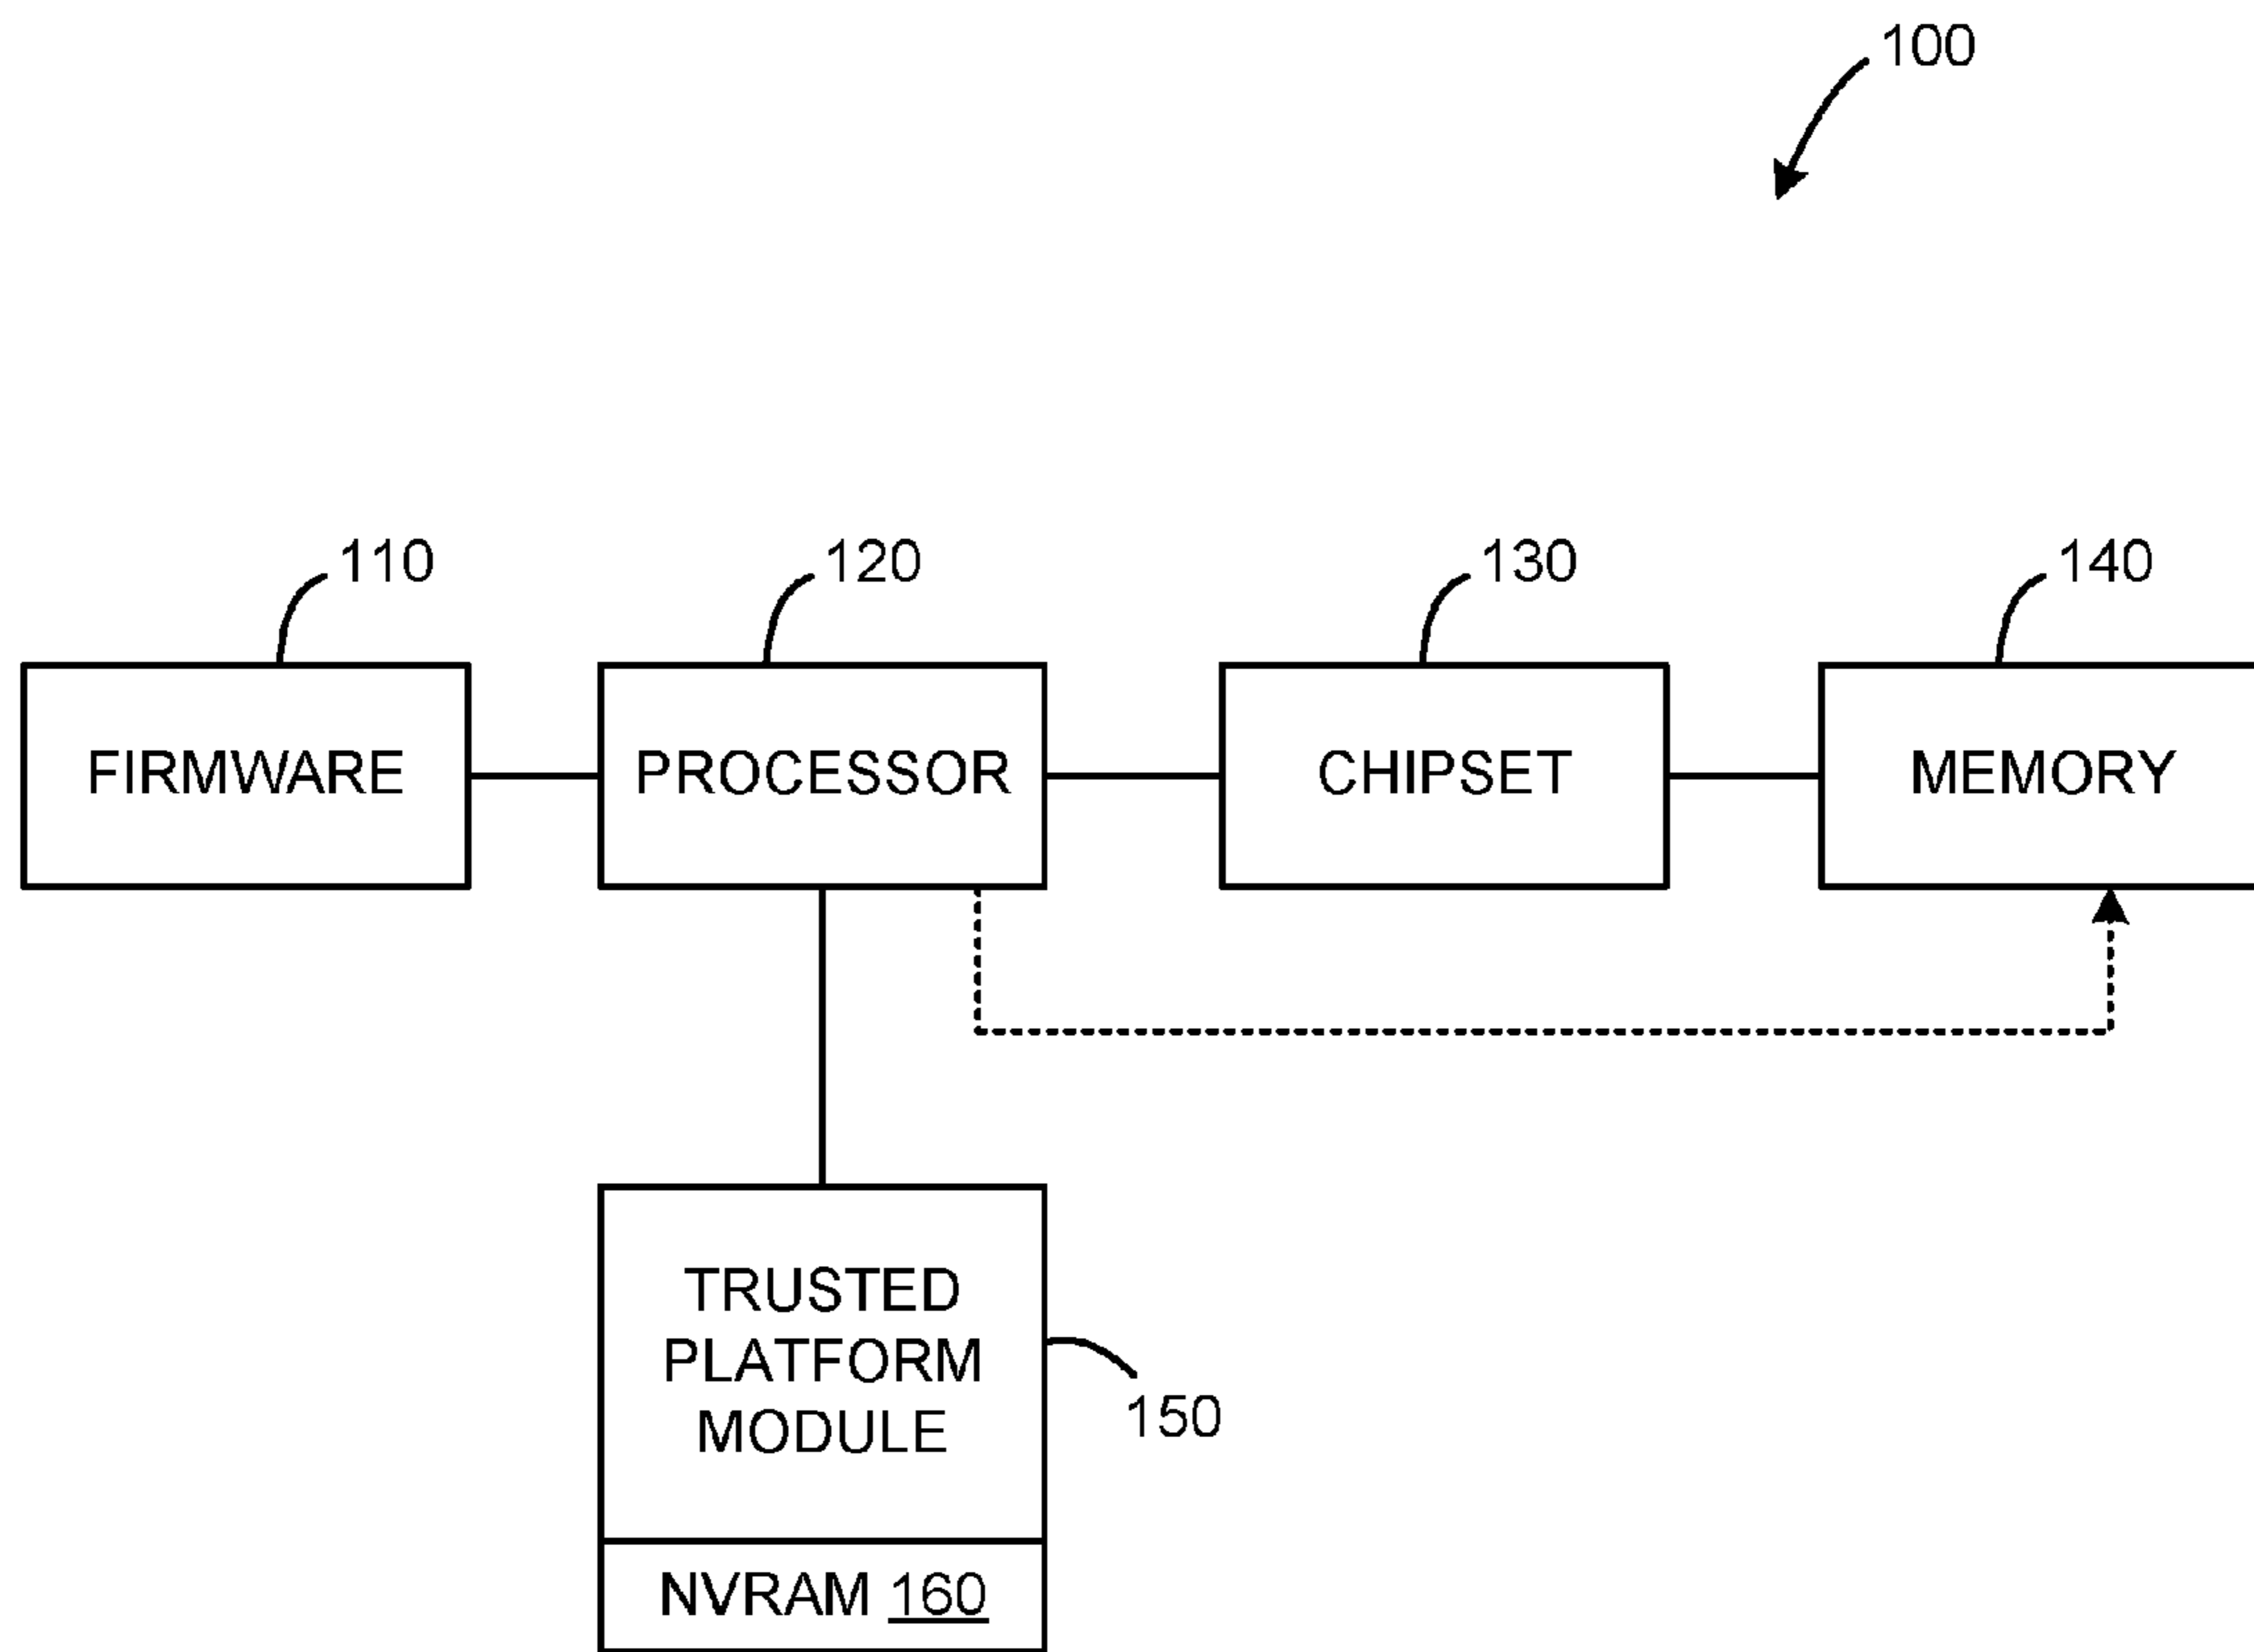 100
110
120
130
140
FIRMWARE
PROCESSOR
CHIPSET
MEMORY
TRUSTED
PLATFORM
MODULE
150
NVRAM 160